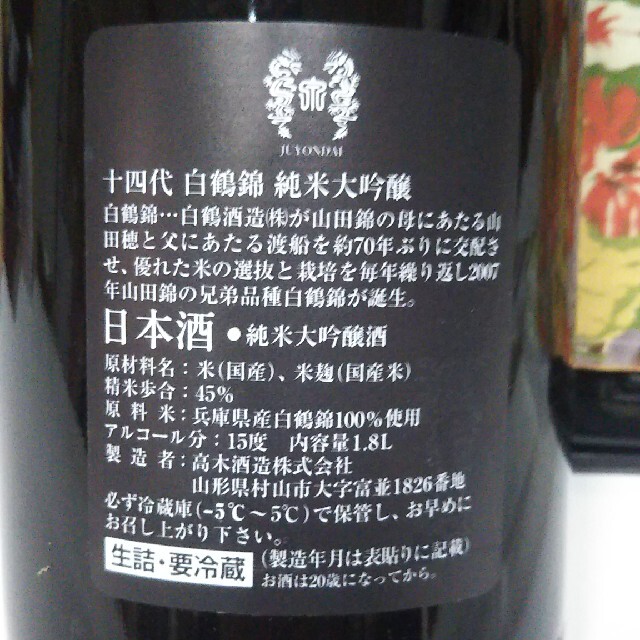 JUYONDAI
十四代 白鶴錦 純米大吟醸
白鶴錦…白鶴酒造㈱が山田錦の母にあたる山
田穂と父にあたる渡船を約70年ぶりに交配さ
せ、優れた米の選抜と栽培を毎年繰り返し2007
年山田錦の兄弟品種白鶴錦が誕生。
日本酒 ●純米大吟醸酒
原材料名：米(国産)、米麹(国産米)
精米歩合：45%
原料米：兵庫県産白鶴錦100%使用
アルコール分：15度 内容量1.8L
製造者：高木酒造株式会社
山形県村山市大字富並1826番地
必ず冷蔵庫(-5℃～5℃)で保管し、お早めに
お召し上がり下さい。
生詰・要冷蔵 (製造年月は表貼りに記載)
お酒は20歳になってから。